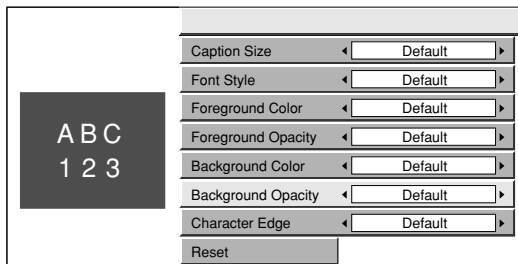 ABC
123
Caption Size Default
Font Style Default
Foreground Color Default
Foreground Opacity Default
Background Color Default
Background Opacity Default
Character Edge Default
Reset